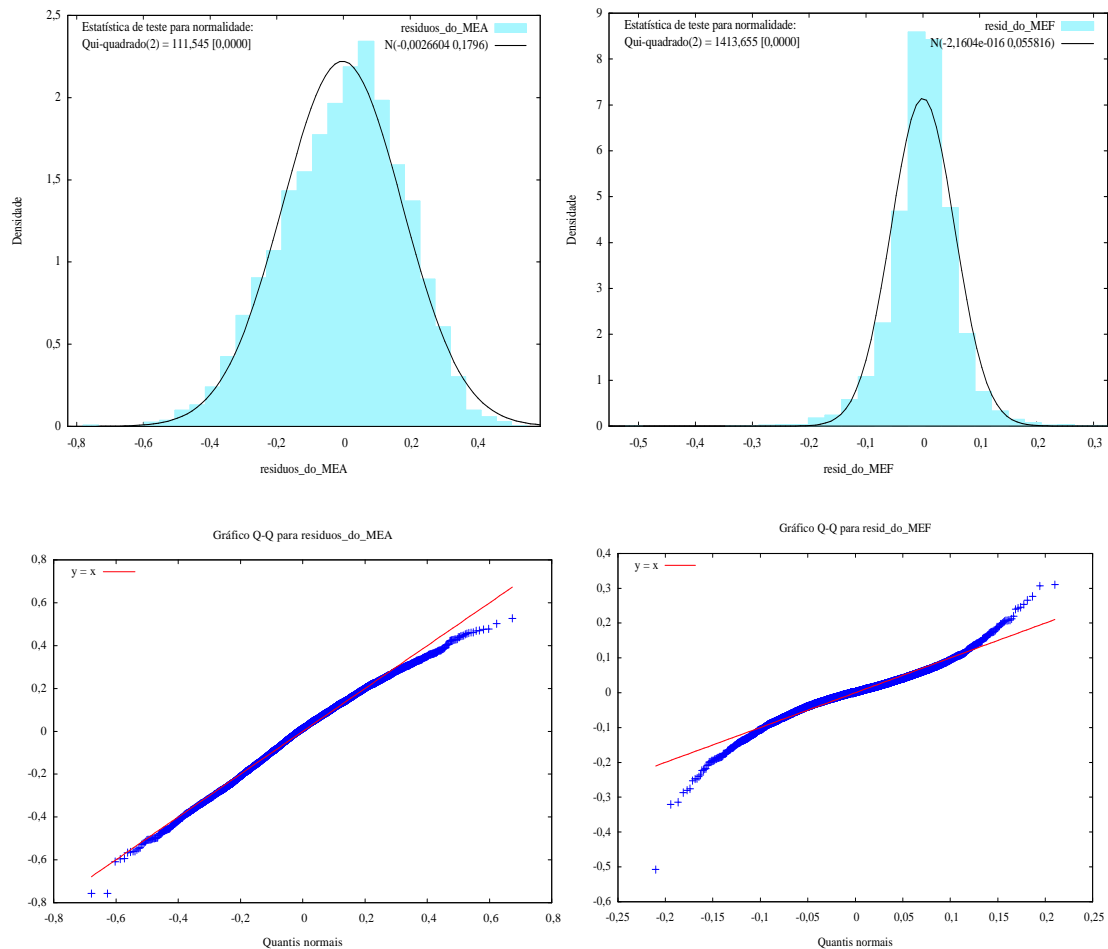 Estatística de teste para normalidade:
Qui-quadrado(2) = 111,545 [0,0000]
residuos_do_MEA
N(-0,0026604 0,1796)
2,5
2
1,5
1
0,5
0
Densidade
-0,8 -0,6 -0,4 -0,2 0 0,2 0,4
residuos_do_MEA
Estatística de teste para normalidade:
Qui-quadrado(2) = 1413,655 [0,0000]
resid_do_MEF
N(-2,1604e-016 0,055816)
9
8
7
6
5
4
3
2
1
0
Densidade
-0,5 -0,4 -0,3 -0,2 -0,1 0 0,1 0,2 0,3
resid_do_MEF
Gráfico Q-Q para residuos_do_MEA
y = x
0,8
0,6
0,4
0,2
0
-0,2
-0,4
-0,6
-0,8
-0,8 -0,6 -0,4 -0,2 0 0,2 0,4 0,6 0,8
Quantis normais
Gráfico Q-Q para resid_do_MEF
y = x
0,4
0,3
0,2
0,1
0
-0,1
-0,2
-0,3
-0,4
-0,5
-0,6
-0,25 -0,2 -0,15 -0,1 -0,05 0 0,05 0,1 0,15 0,2 0,25
Quantis normais